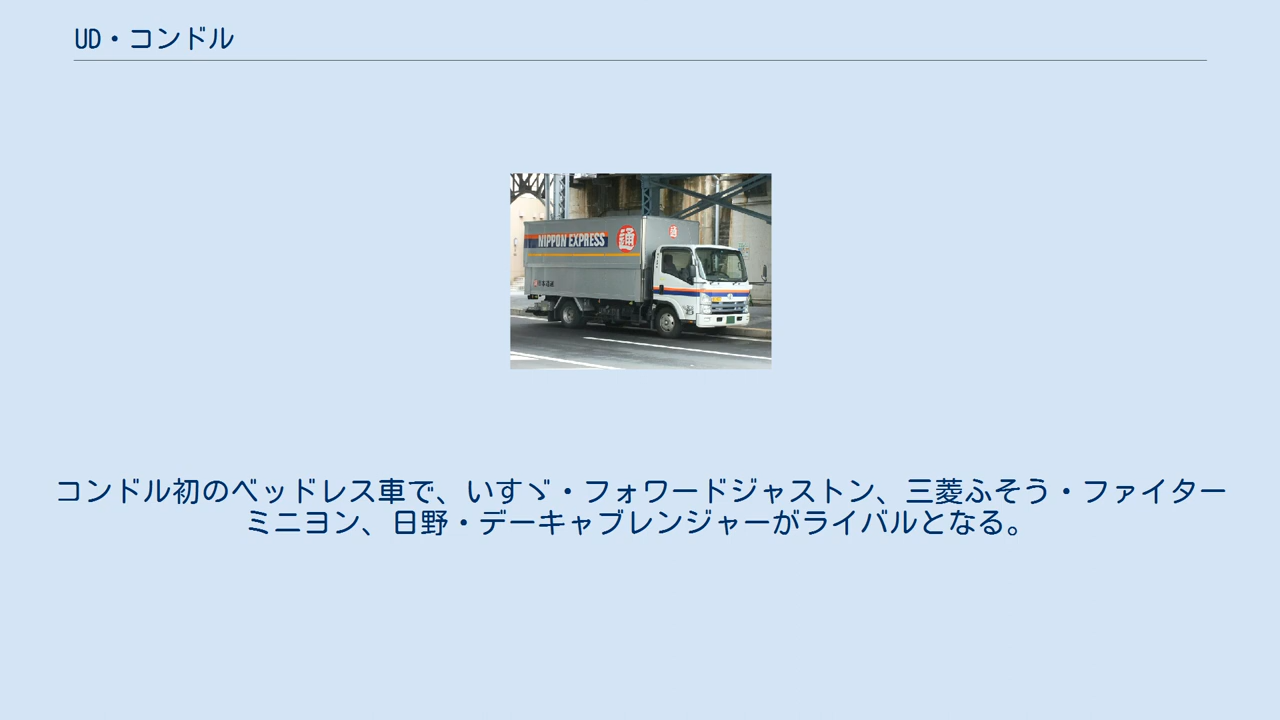 UD・コンドル
NIPPON EXPRESS
通
通
コンドル初のベッドレス車で、いすゞ・フォワードジャストン、三菱ふそう・ファイター
ミニヨン、日野・デーキャブレンジャーがライバルとなる。